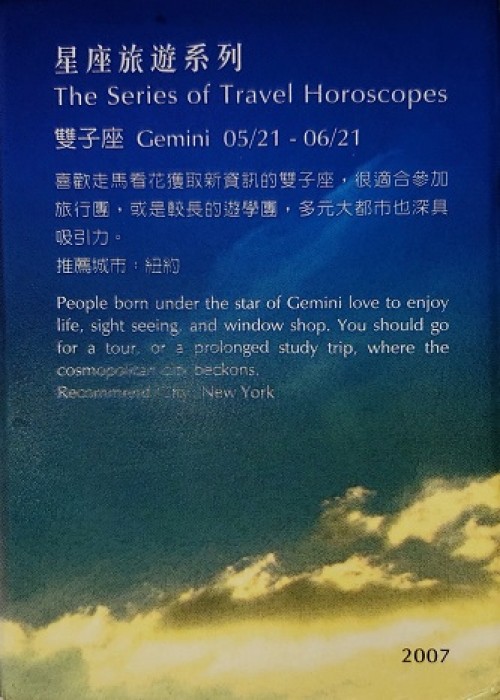 星座旅遊系列
The Series of Travel Horoscopes
雙子座 Gemini 05/21 - 06/21
喜歡走馬看花獲取新資訊的雙子座，很適合參加
旅行團，或是較長的遊學團，多元大都市也深具
吸引力。
推薦城市：紐約
People born under the star of Gemini love to enjoy
life, sight seeing, and window shop. You should go
for a tour, or a prolonged study trip, where the
cosmopolitan city beckons.
Recommend City: New York
2007